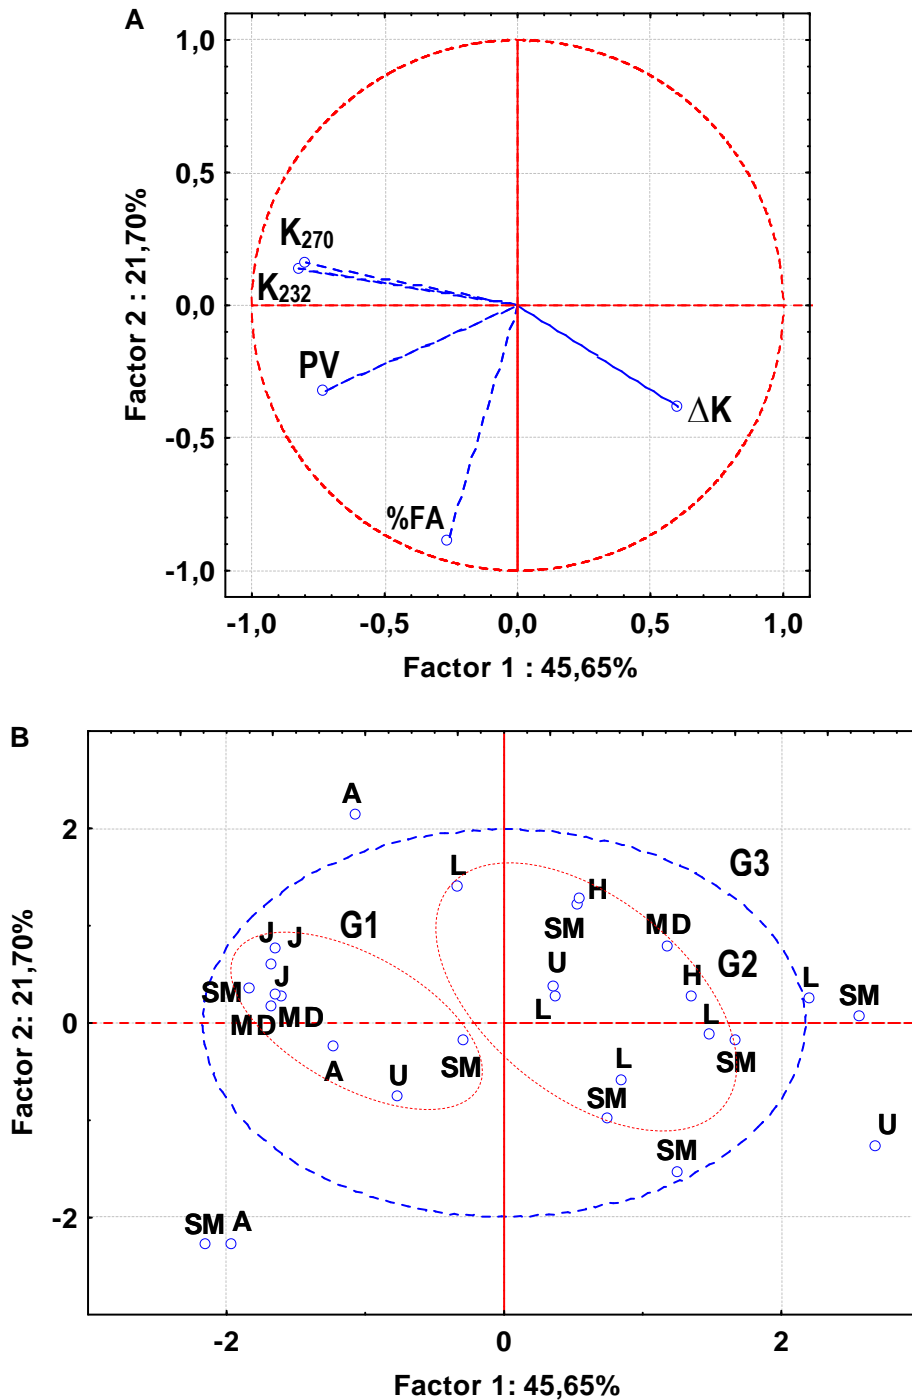 A
1,0
0,5
0,0
-0,5
-1,0
Factor 2 : 21,70%
K270
K232
PV
ΔK
%FA
-1,0 -0,5 0,0 0,5 1,0
Factor 1 : 45,65%
B
2
0
-2
Factor 2: 21,70%
A
G3
L
H
G1
J J
SM
MD
U
G2
SM
J
H
L
SM
MD MD
L
L
A
U
SM
L
SM
SM
SM
U
SM A
-2 0 2
Factor 1: 45,65%